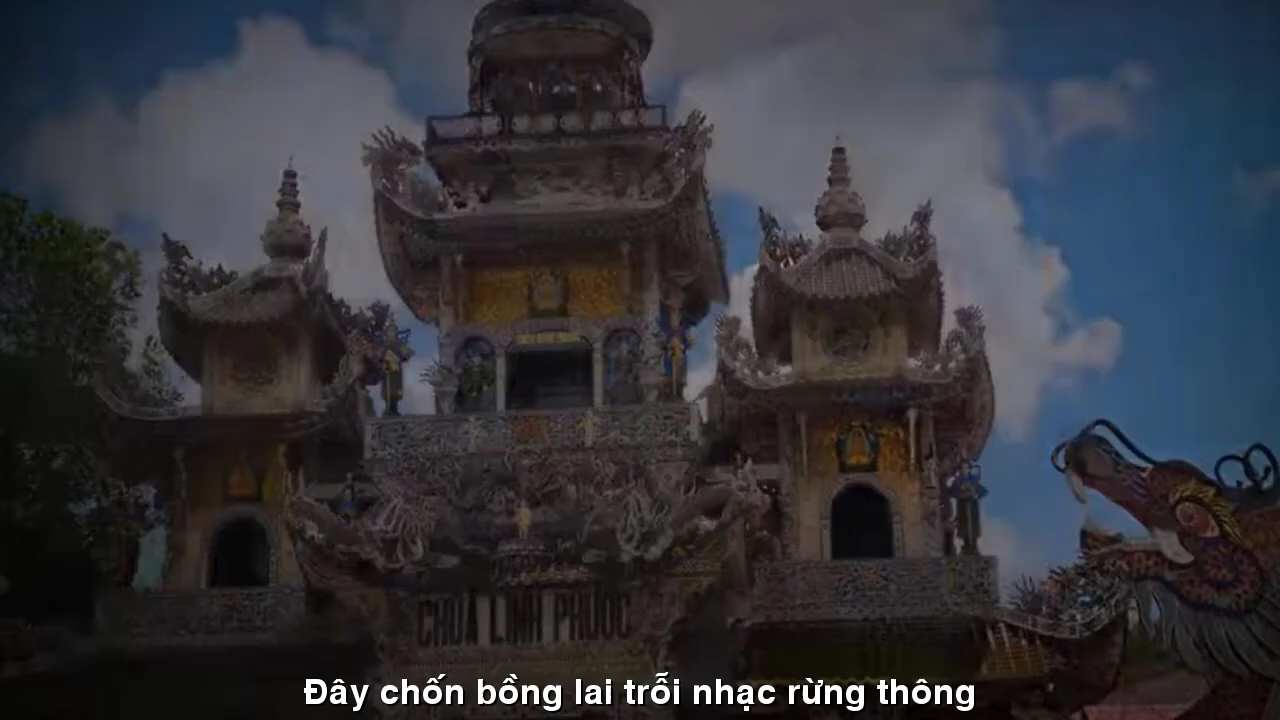 CHÙA LINH PHƯỚC
Đây chốn bồng lai trỗi nhạc rừng thông